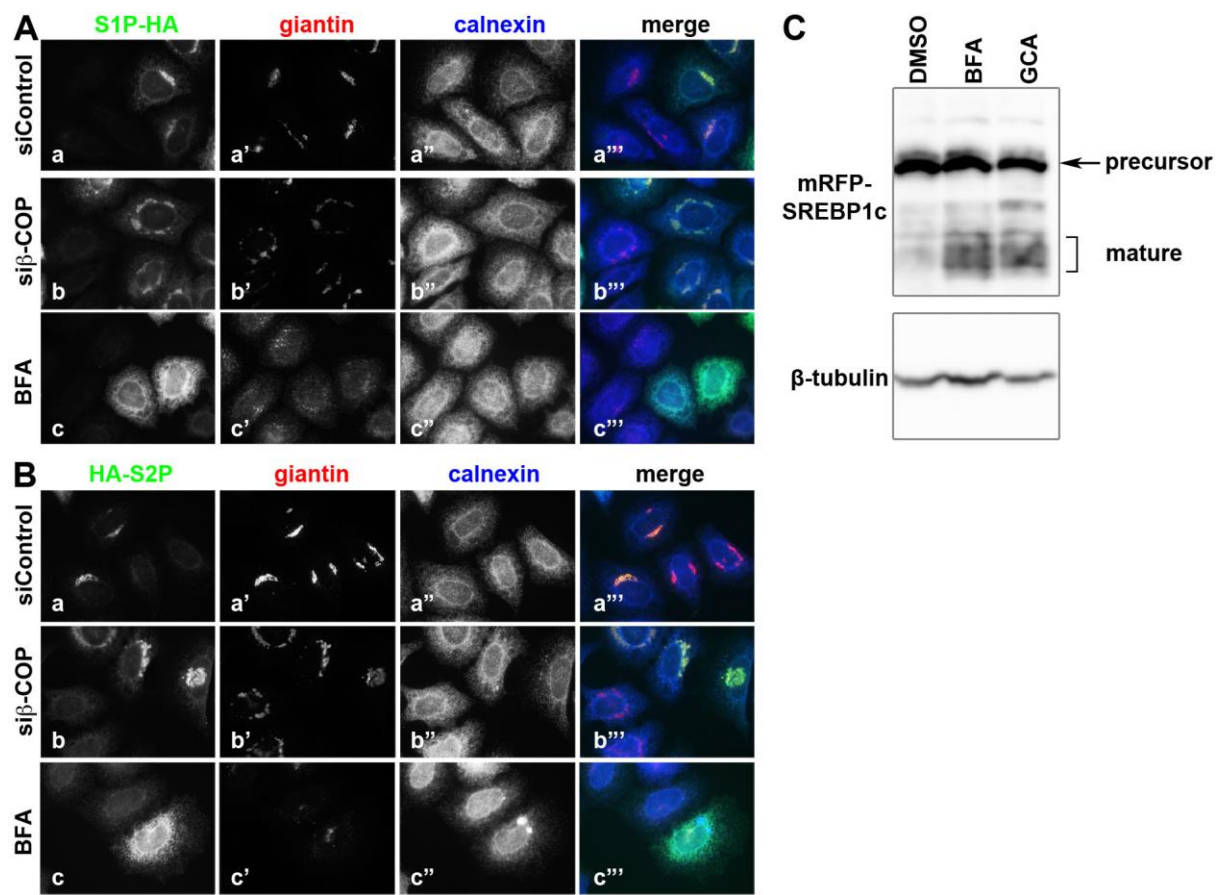 A
S1P-HA giantin calnexin merge
siControl
a a' a'' a'''
siβ-COP
b b' b'' b'''
BFA
c c' c'' c'''
B
HA-S2P giantin calnexin merge
siControl
a a' a'' a'''
siβ-COP
b b' b'' b'''
BFA
c c' c'' c'''
C
DMSO BFA GCA
mRFP-
SREBP1c
precursor
mature
β-tubulin